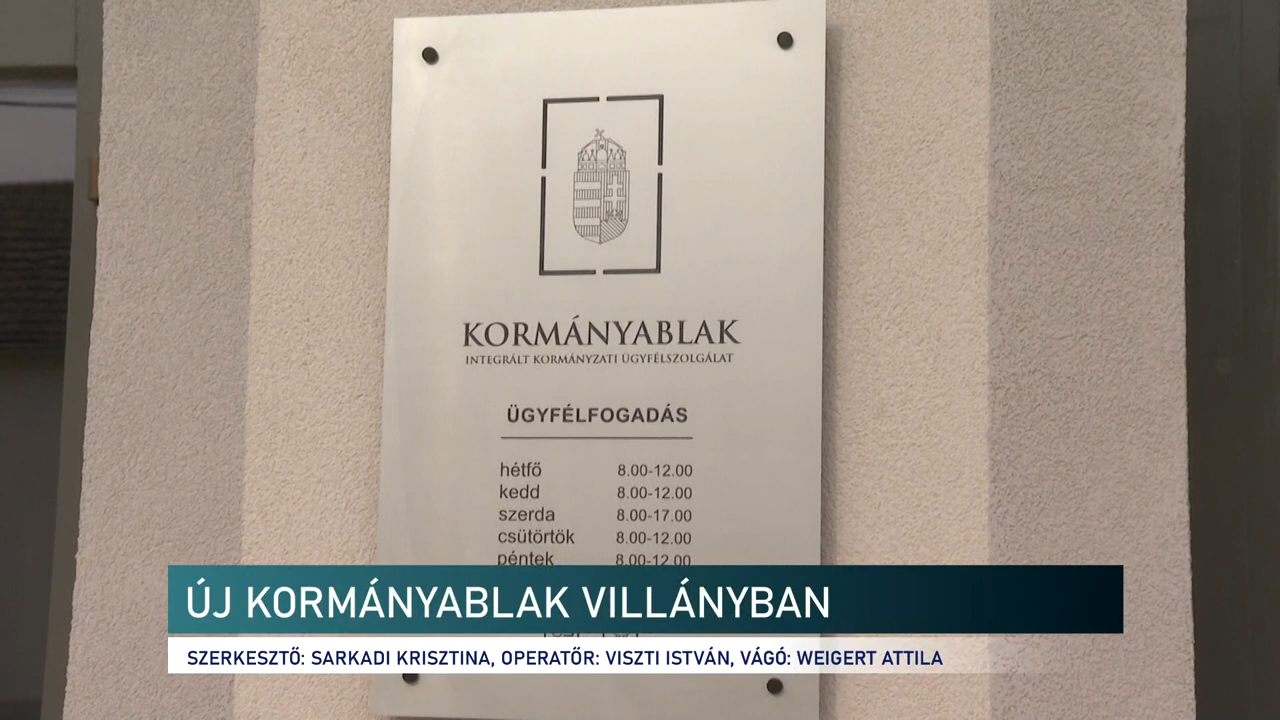 KORMÁNYABLAK
INTEGRÁLT KORMÁNYZATI ÜGYFÉLSZOLGÁLAT
ÜGYFÉLFOGADÁS
hétfő 8.00-12.00
kedd 8.00-12.00
szerda 8.00-17.00
csütörtök 8.00-12.00
péntek 8.00-12.00
ÚJ KORMÁNYABLAK VILLÁNYBAN
SZERKESZTŐ: SARKADI KRISZTINA, OPERATŐR: VISZTI ISTVÁN, VÁGÓ: WEIGERT ATTILA